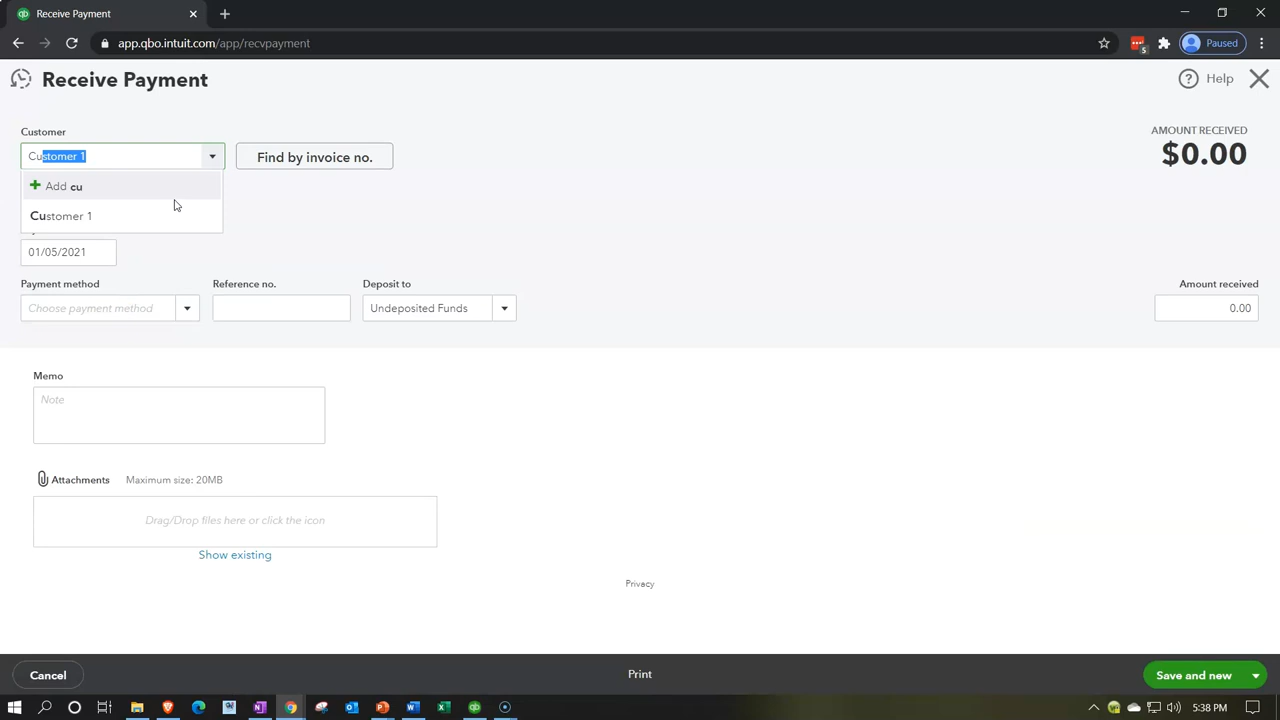 Receive Payment
app.qbo.intuit.com/app/recvpayment
5
Paused
Receive Payment
Help
Customer
AMOUNT RECEIVED
Customer 1
Find by invoice no.
$0.00
Add cu
Customer 1
01/05/2021
Payment method
Reference no.
Deposit to
Amount received
Choose payment method
Undeposited Funds
0.00
Memo
Note
Attachments
Maximum size: 20MB
Drag/Drop files here or click the icon
Show existing
Privacy
Cancel
Print
Save and new
5:38 PM